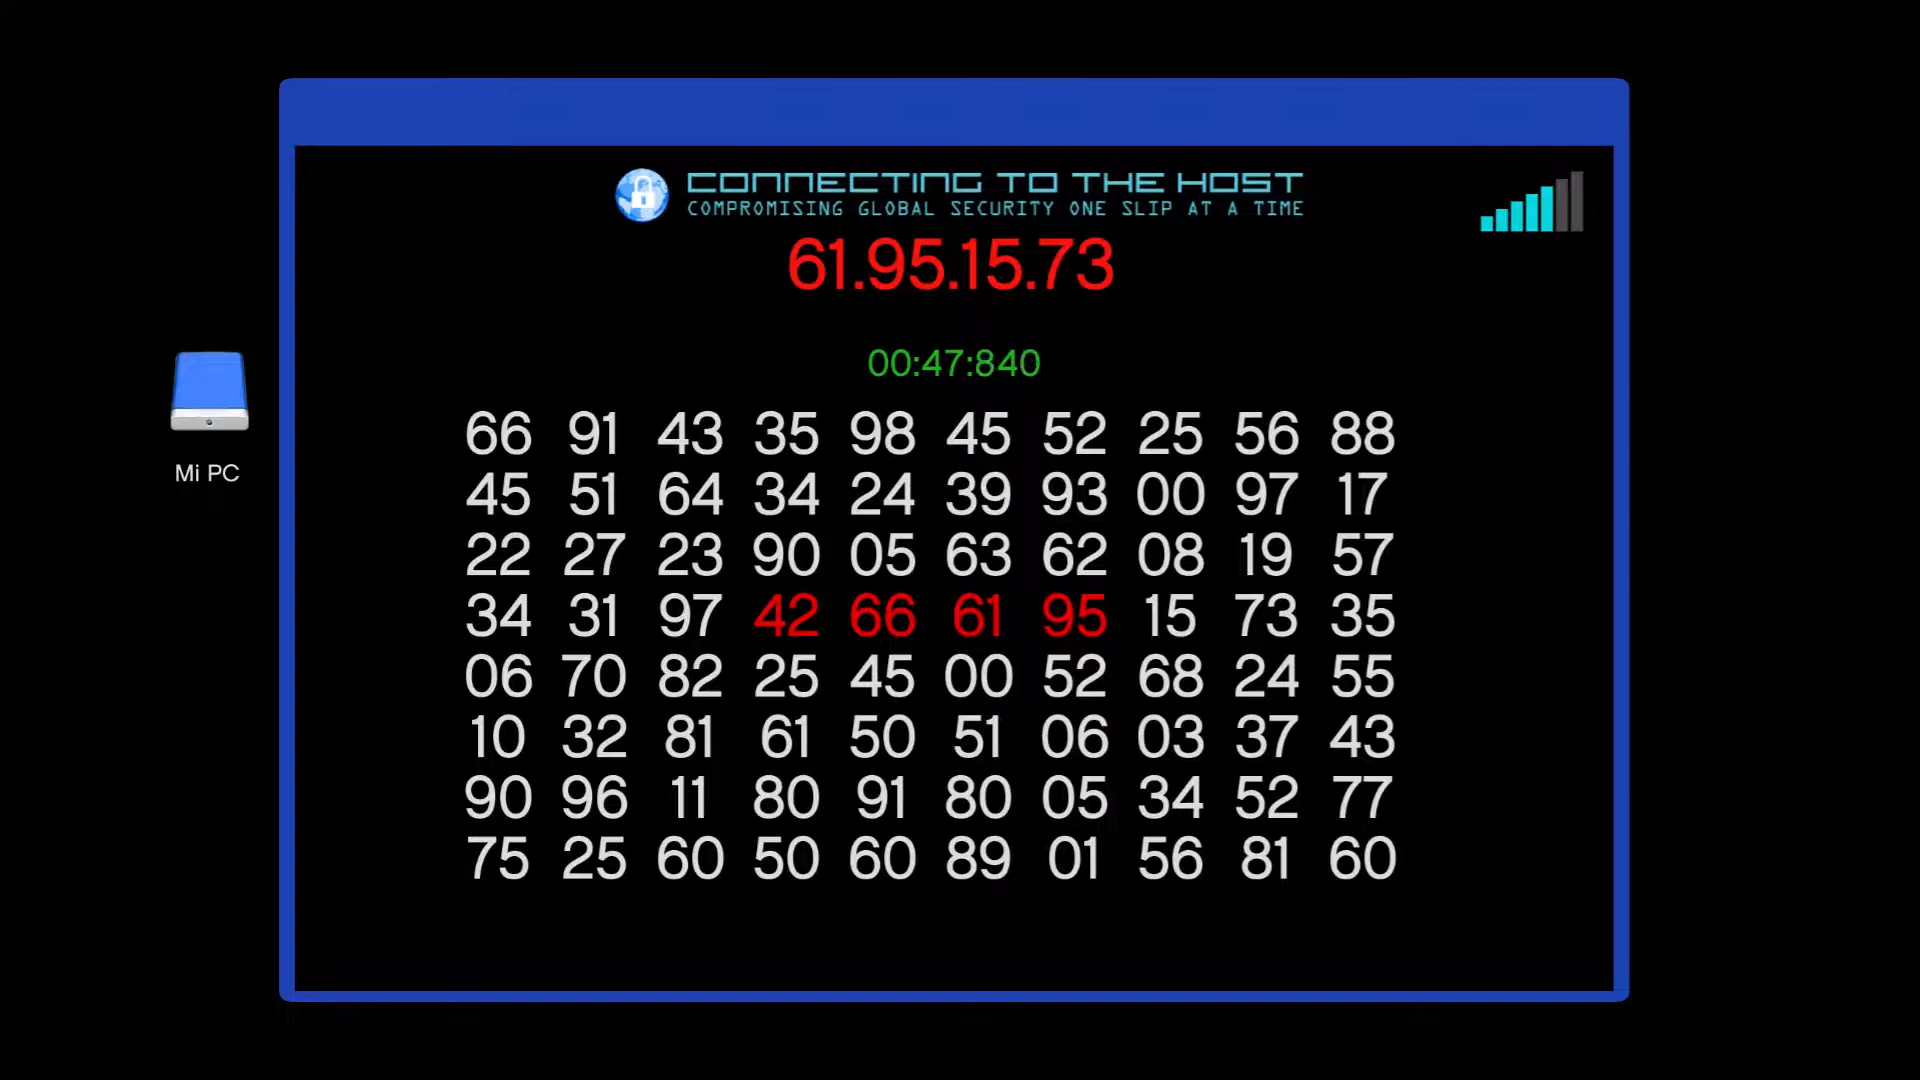 CONNECTING TO THE HOST
COMPROMISING GLOBAL SECURITY ONE SLIP AT A TIME
61.95.15.73
00:47:840
66 91 43 35 98 45 52 25 56 88
45 51 64 34 24 39 93 00 97 17
22 27 23 90 05 63 62 08 19 57
34 31 97 42 66 61 95 15 73 35
06 70 82 25 45 00 52 68 24 55
10 32 81 61 50 51 06 03 37 43
90 96 11 80 91 80 05 34 52 77
75 25 60 50 60 89 01 56 81 60
Mi PC